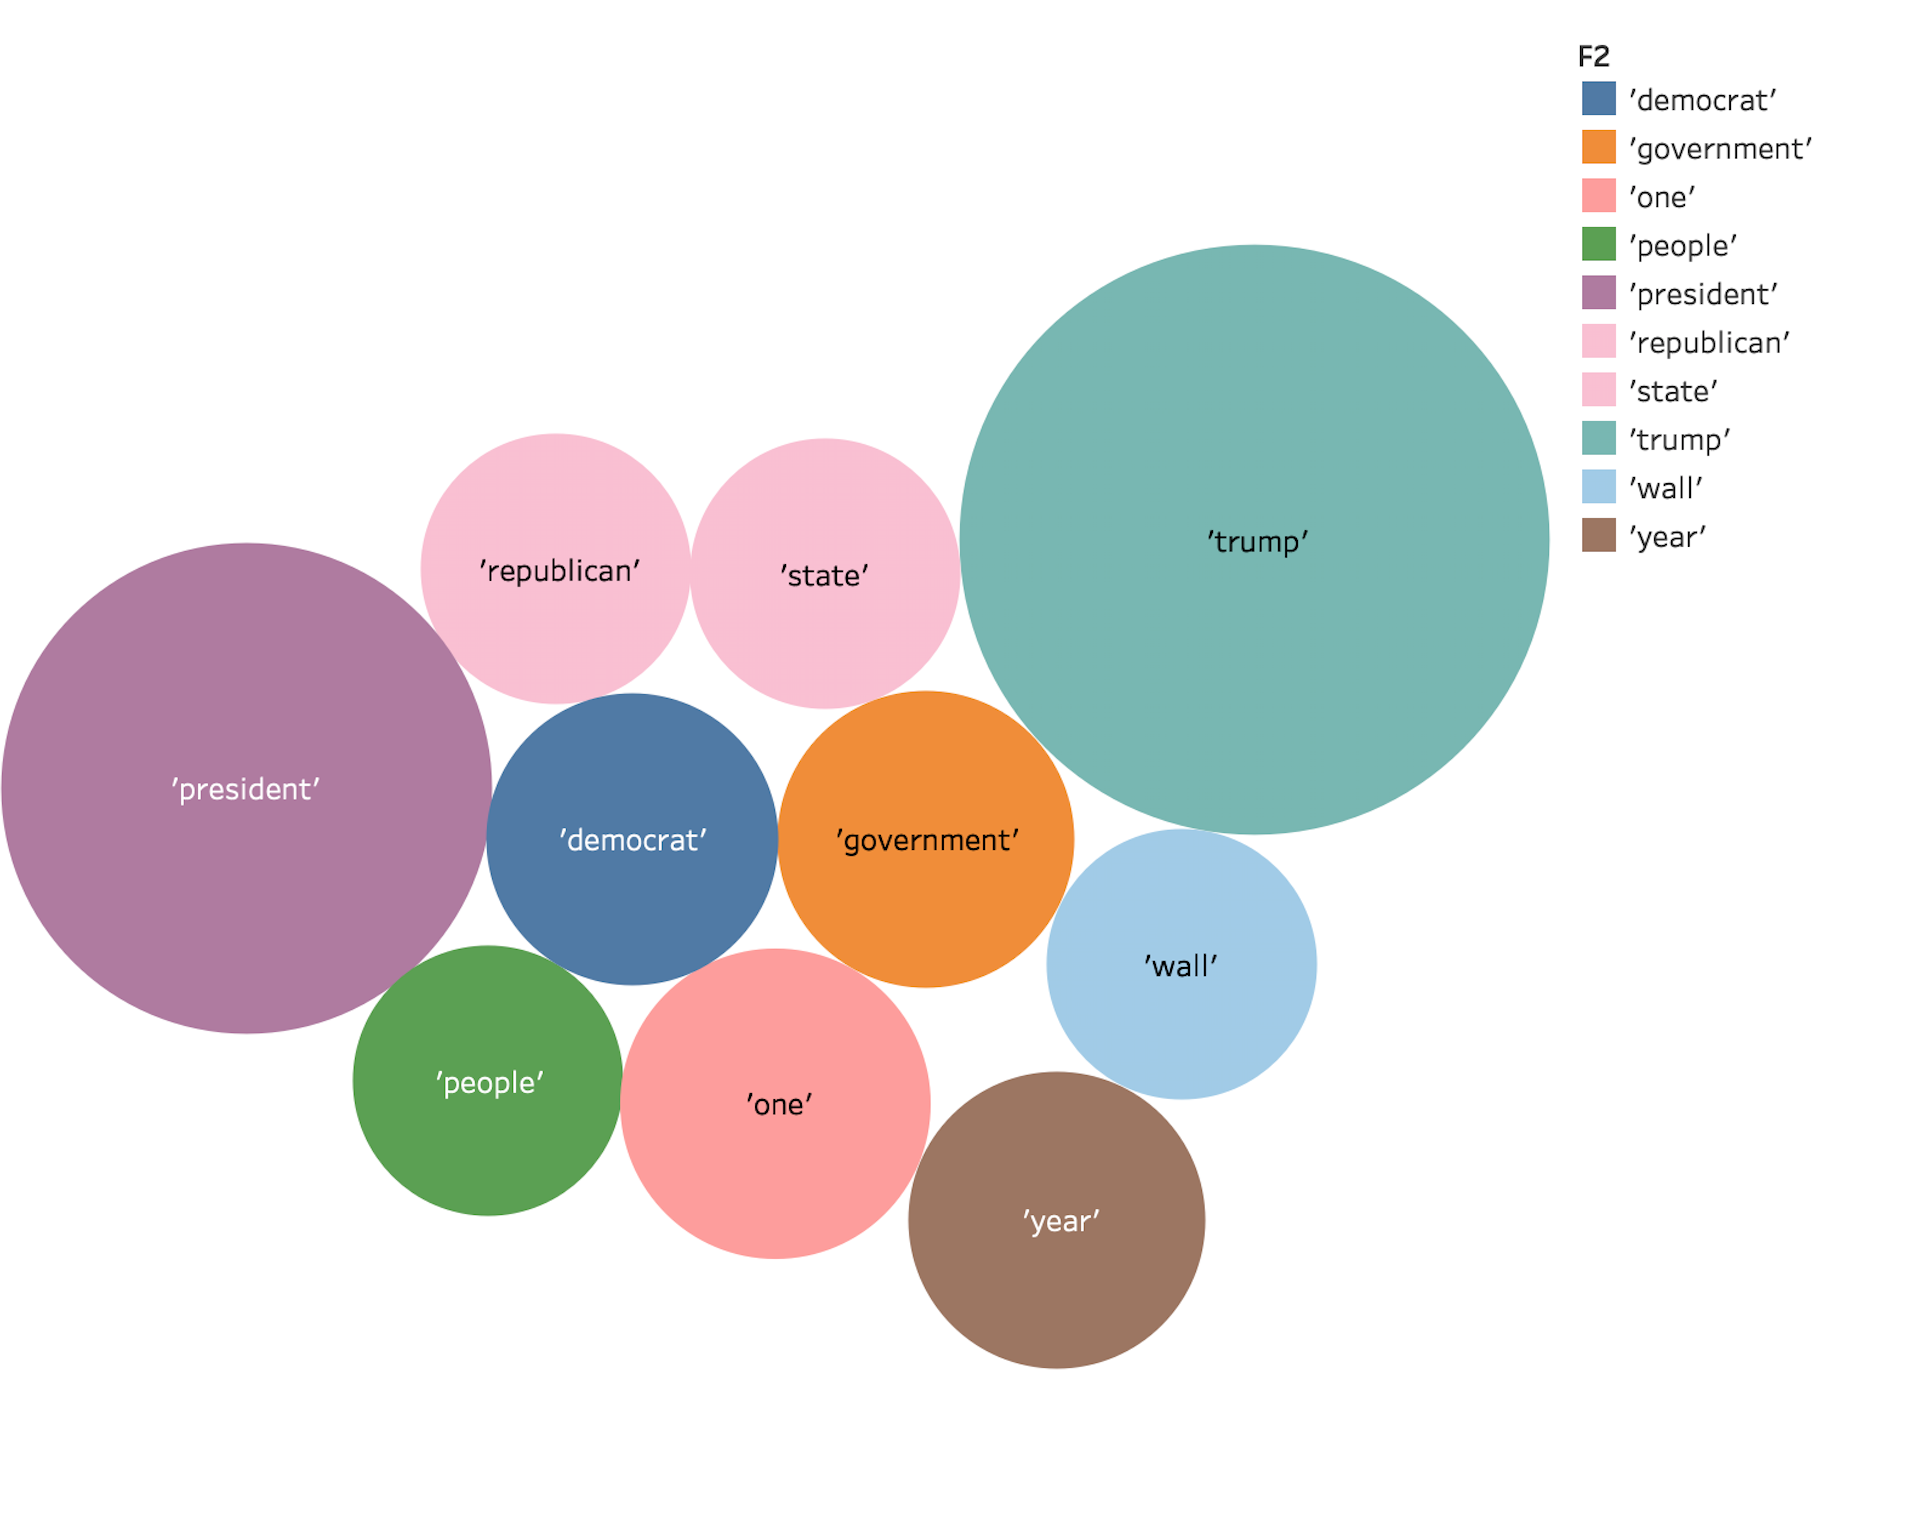 F2
'democrat'
'government'
'one'
'people'
'president'
'republican'
'state'
'trump'
'wall'
'year'
'trump'
'republican'
'state'
'president'
'democrat'
'government'
'wall'
'people'
'one'
'year'